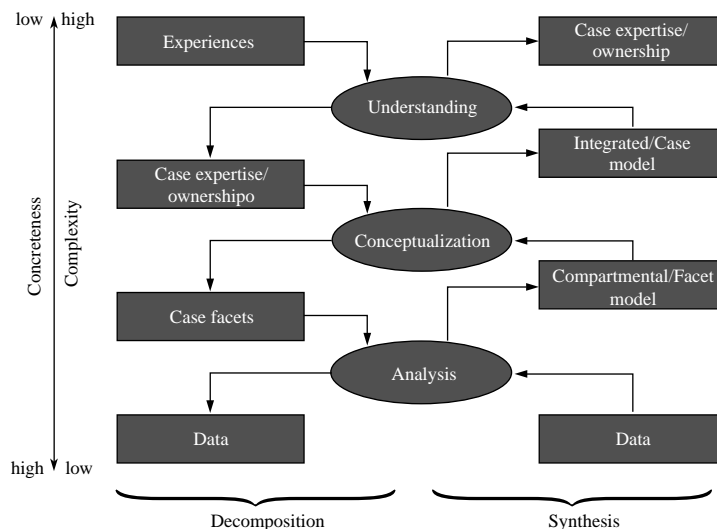 low high
Experiences
Case expertise/
ownership
Understanding
Integrated/Case
model
Case expertise/
ownershipo
Concreteness
Complexity
Conceptualization
Compartmental/Facet
model
Case facets
Analysis
Data
Data
high low
Decomposition
Synthesis